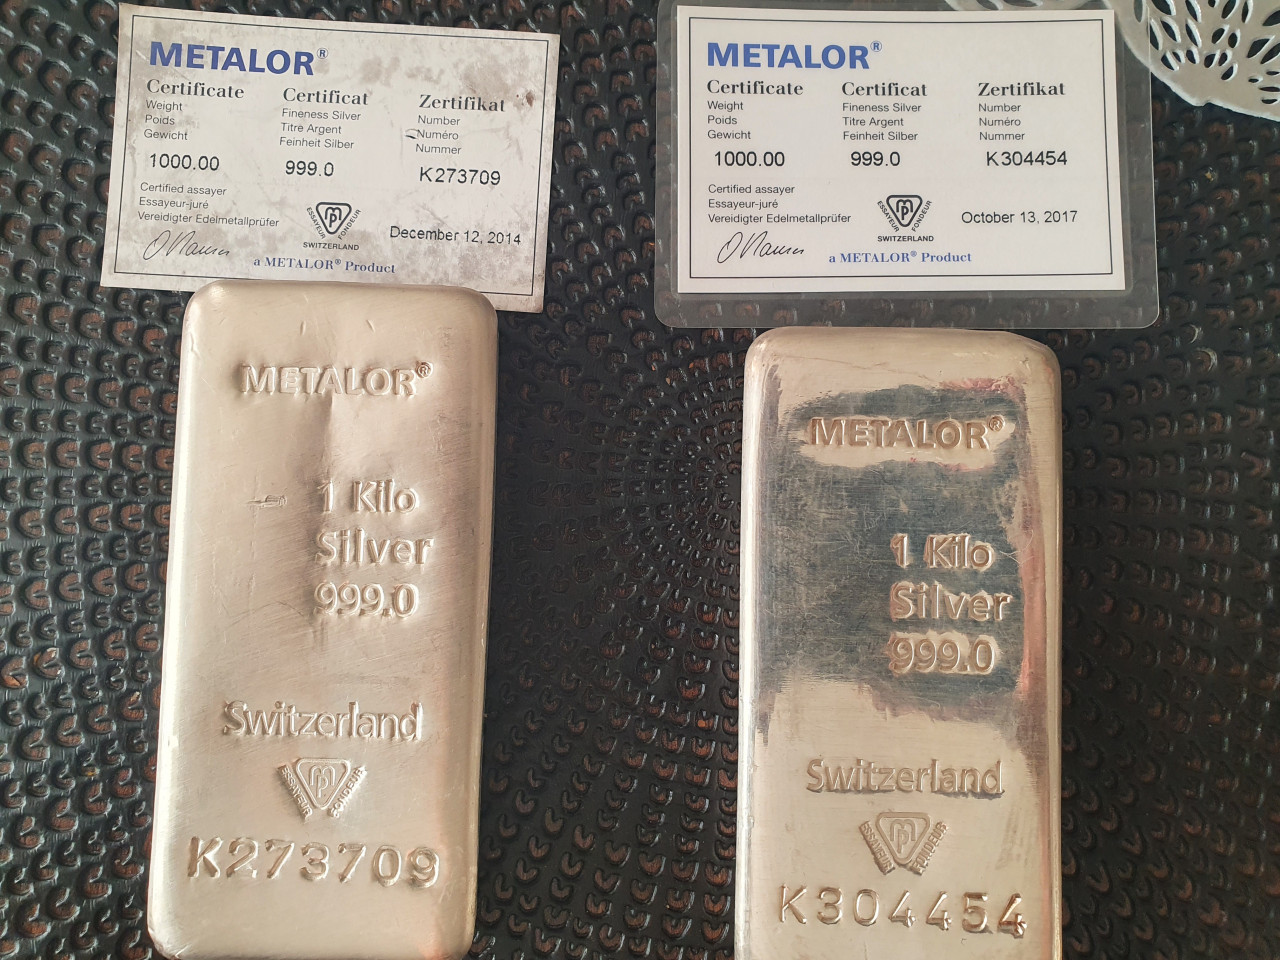 METALOR®
Certificate Certificat Zertifikat
Weight Fineness Silver Number
Poids Titre Argent Numéro
Gewicht Feinheit Silber Nummer
1000.00 999.0 K273709
Certified assayer
Essayeur-juré
Vereidigter Edelmetallprüfer
ESSAYEUR FONDEUR
SWITZERLAND
December 12, 2014
a METALOR® Product
METALOR®
Certificate Certificat Zertifikat
Weight Fineness Silver Number
Poids Titre Argent Numéro
Gewicht Feinheit Silber Nummer
1000.00 999.0 K304454
Certified assayer
Essayeur-juré
Vereidigter Edelmetallprüfer
ESSAYEUR FONDEUR
SWITZERLAND
October 13, 2017
a METALOR® Product
METALOR®
1 Kilo
Silver
999.0
Switzerland
ESSAYEUR FONDEUR
K273709
METALOR®
1 Kilo
Silver
999.0
Switzerland
ESSAYEUR FONDEUR
K304454